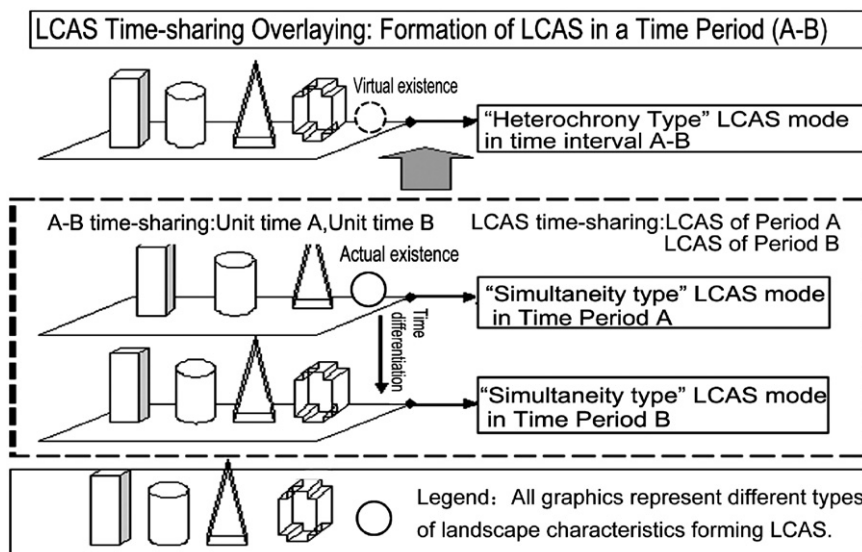 LCAS Time-sharing Overlaying: Formation of LCAS in a Time Period (A-B)
Virtual existence
“Heterochrony Type” LCAS mode
in time interval A-B
A-B time-sharing:Unit time A,Unit time B
LCAS time-sharing:LCAS of Period A
LCAS of Period B
Actual existence
“Simultaneity type” LCAS mode
in Time Period A
Time
differentiation
“Simultaneity type” LCAS mode
in Time Period B
Legend: All graphics represent different types
of landscape characteristics forming LCAS.